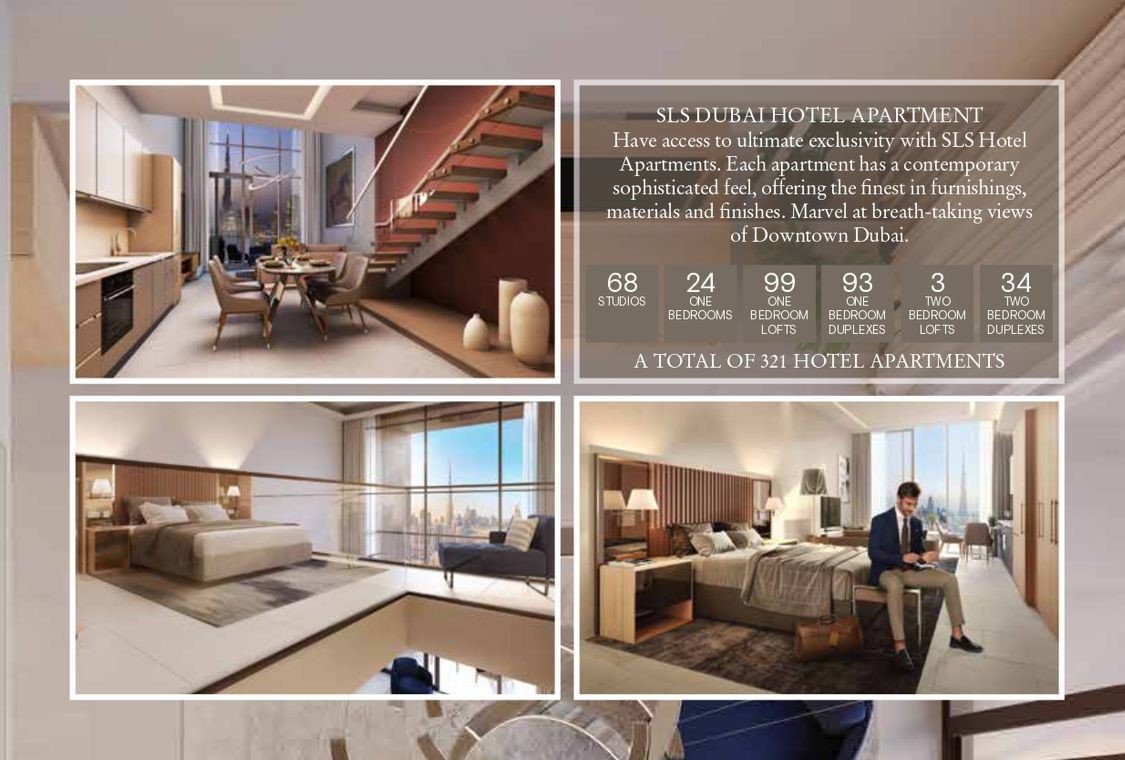 SLS DUBAI HOTEL APARTMENT
Have access to ultimate exclusivity with SLS Hotel
Apartments. Each apartment has a contemporary
sophisticated feel, offering the finest in furnishings,
materials and finishes. Marvel at breath-taking views
of Downtown Dubai.
68
STUDIOS
24
ONE
BEDROOMS
99
ONE
BEDROOM
LOFTS
93
ONE
BEDROOM
DUPLEXES
3
TWO
BEDROOM
LOFTS
34
TWO
BEDROOM
DUPLEXES
A TOTAL OF 321 HOTEL APARTMENTS